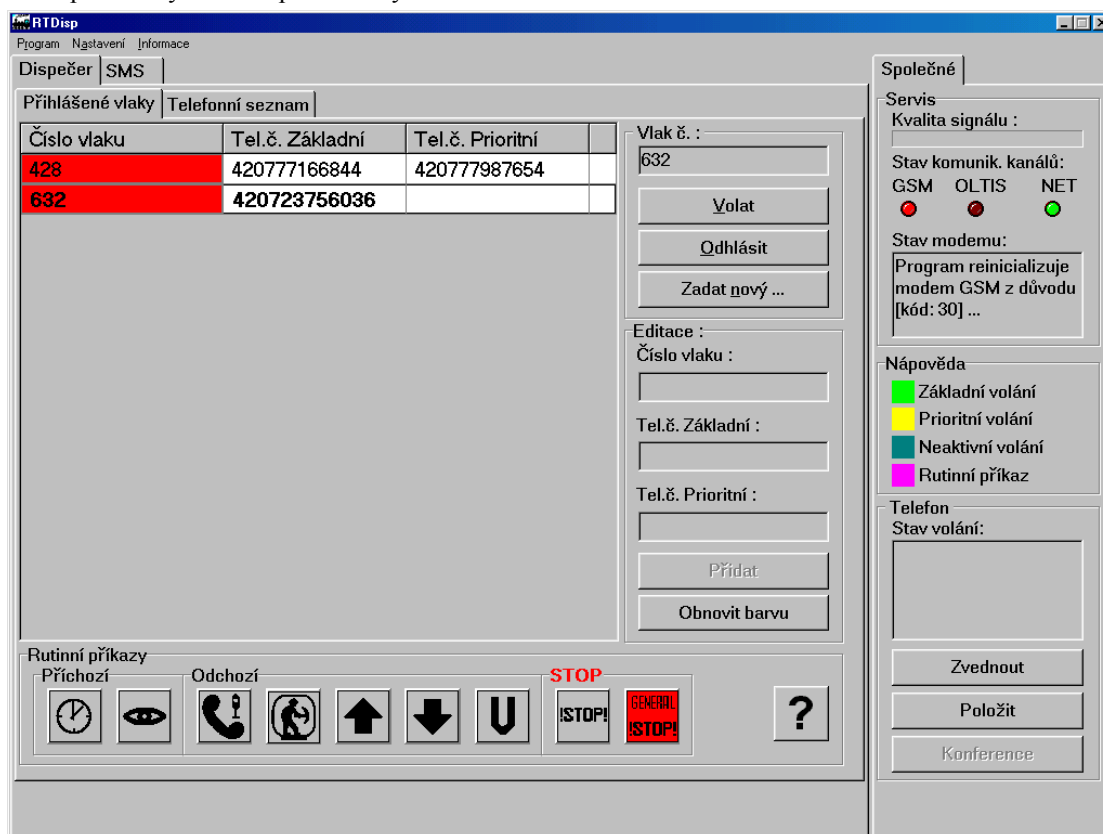 RTDisp
Program Nastavení Informace
Dispečer SMS
Přihlášené vlaky Telefonní seznam
Číslo vlaku Tel.č. Základní Tel.č. Prioritní
428 420777166844 420777987654
632 420723756036
Vlak č. :
632
Volat
Odhlásit
Zadat nový ...
Editace :
Číslo vlaku :
Tel.č. Základní :
Tel.č. Prioritní :
Přidat
Obnovit barvu
Rutinní příkazy
Příchozí Odchozí STOP
!STOP!
GENERAL
!STOP!
?
Společné
Servis
Kvalita signálu :
Stav komunik. kanálů:
GSM OLTIS NET
Stav modemu:
Program reinicializuje
modem GSM z důvodu
[kód: 30] ...
Nápověda
Základní volání
Prioritní volání
Neaktivní volání
Rutinní příkaz
Telefon
Stav volání:
Zvednout
Položit
Konference